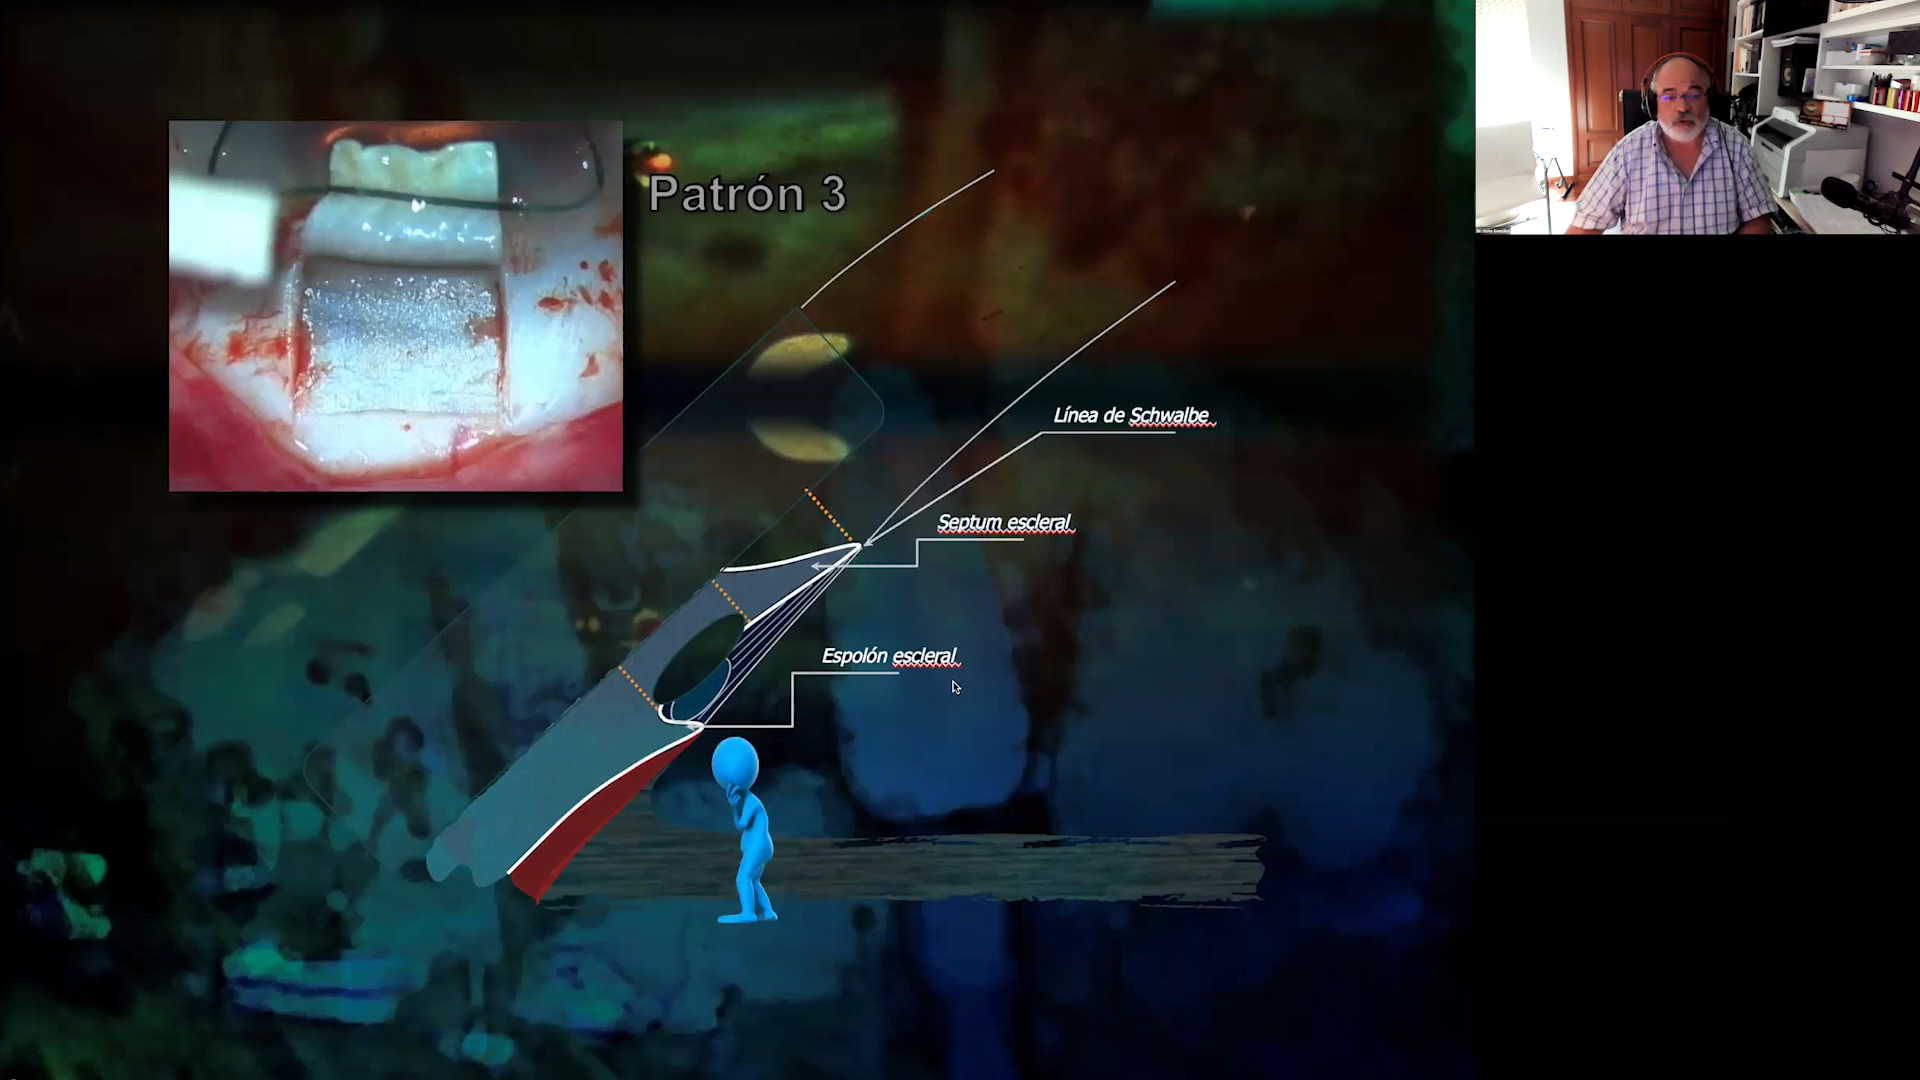 Patrón 3
Línea de Schwalbe
Septum escleral
Espolón escleral